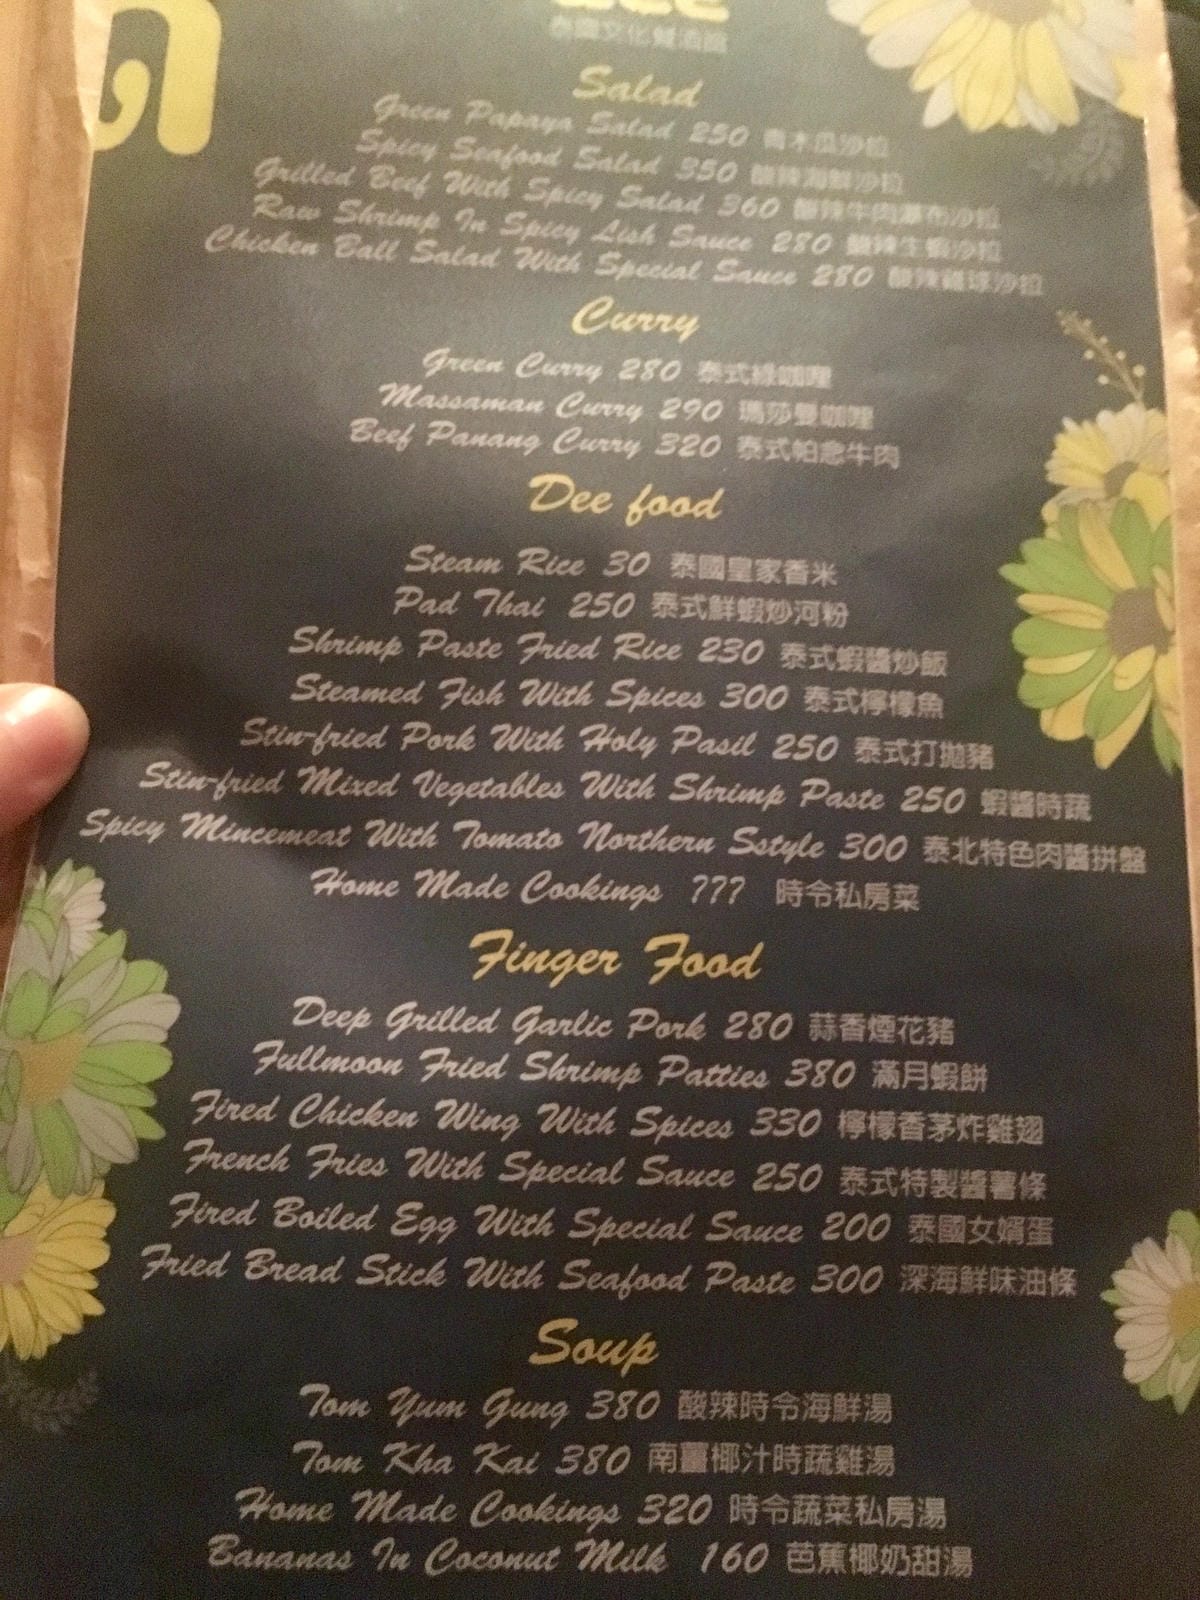 泰國文化餐酒館
Salad
Green Papaya Salad 250 青木瓜沙拉
Spicy Seafood Salad 350 酸辣海鮮沙拉
Grilled Beef With Spicy Salad 360 酸辣牛肉瀑布沙拉
Raw Shrimp In Spicy Lish Sauce 280 酸辣生蝦沙拉
Chicken Ball Salad With Special Sauce 280 酸辣雞球沙拉
Curry
Green Curry 280 泰式綠咖哩
Massaman Curry 290 瑪莎曼咖哩
Beef Panang Curry 320 泰式帕念牛肉
Dee food
Steam Rice 30 泰國皇家香米
Pad Thai 250 泰式鮮蝦炒河粉
Shrimp Paste Fried Rice 230 泰式蝦醬炒飯
Steamed Fish With Spices 300 泰式檸檬魚
Stin-fried Pork With Holy Pasil 250 泰式打拋豬
Stin-fried Mixed Vegetables With Shrimp Paste 250 蝦醬時蔬
Spicy Mincemeat With Tomato Northern Sstyle 300 泰北特色肉醬拼盤
Home Made Cookings ??? 時令私房菜
Finger Food
Deep Grilled Garlic Pork 280 蒜香煙花豬
Fullmoon Fried Shrimp Patties 380 滿月蝦餅
Fired Chicken Wing With Spices 330 檸檬香茅炸雞翅
French Fries With Special Sauce 250 泰式特製醬薯條
Fired Boiled Egg With Special Sauce 200 泰國女婿蛋
Fried Bread Stick With Seafood Paste 300 深海鮮味油條
Soup
Tom Yum Gung 380 酸辣時令海鮮湯
Tom Kha Kai 380 南薑椰汁時蔬雞湯
Home Made Cookings 320 時令蔬菜私房湯
Bananas In Coconut Milk 160 芭蕉椰奶甜湯